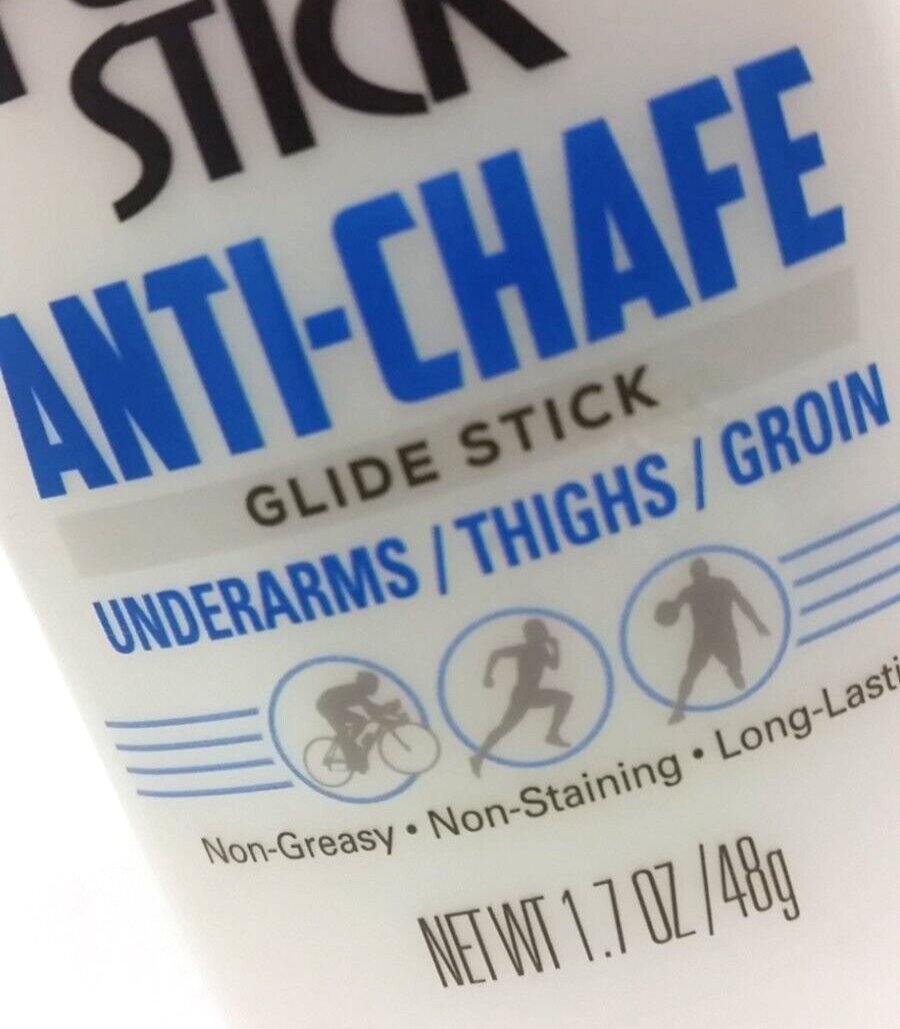 STICK
ANTI-CHAFE
GLIDE STICK
UNDERARMS / THIGHS / GROIN
Non-Greasy • Non-Staining • Long-Lasti
NET WT 1.7 OZ / 48g